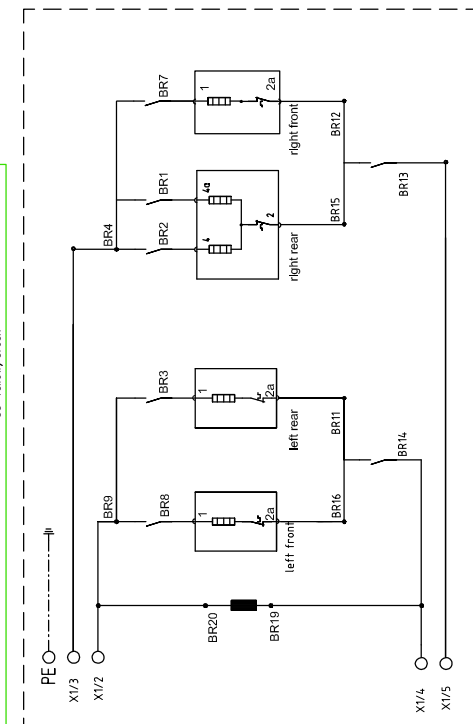 BR7
1
2a
right front
BR12
BR1
4a
BR4
BR2
4
2
right rear
BR15
BR13
BR3
1
2a
left rear
BR11
BR14
BR9
BR8
1
2a
left front
BR16
PE
BR20
BR19
X1/3
X1/2
X1/4
X1/5